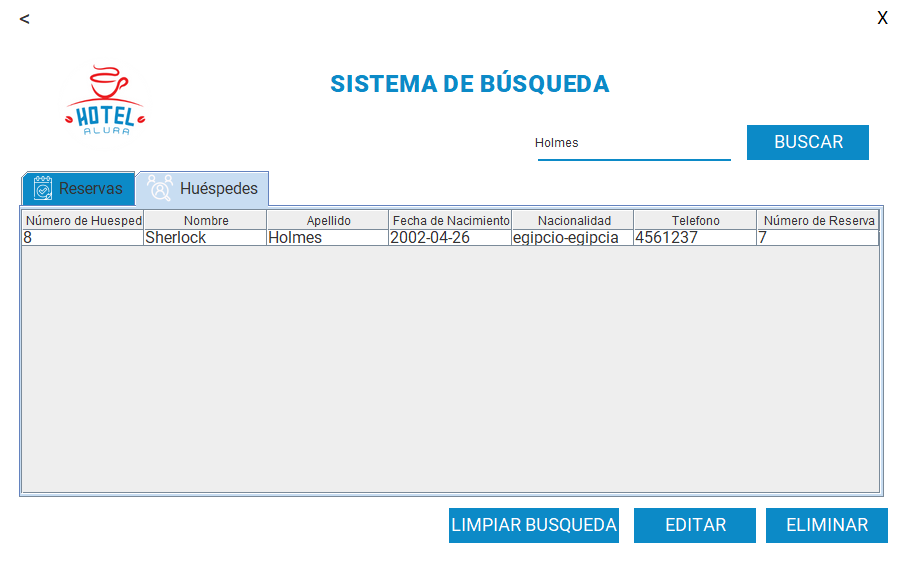 < X
HOTEL
ALURA
SISTEMA DE BÚSQUEDA
Holmes BUSCAR
Reservas Huéspedes
Número de Huesped Nombre Apellido Fecha de Nacimiento Nacionalidad Telefono Número de Reserva
8 Sherlock Holmes 2002-04-26 egipcio-egipcia 4561237 7
LIMPIAR BUSQUEDA EDITAR ELIMINAR